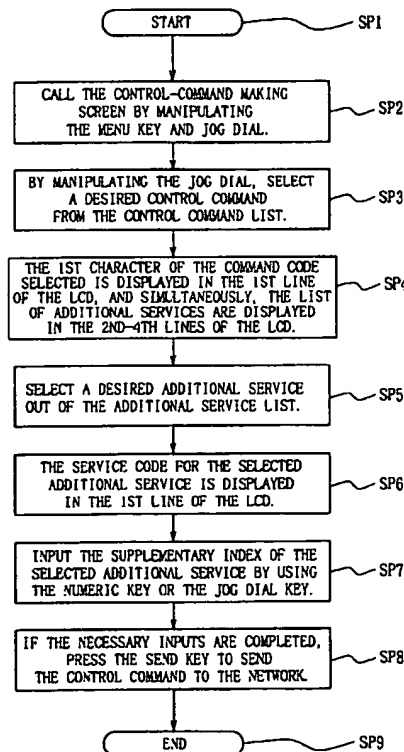 START
SP1
CALL THE CONTROL-COMMAND MAKING
SCREEN BY MANIPULATING
THE MENU KEY AND JOG DIAL.
SP2
BY MANIPULATING THE JOG DIAL, SELECT
A DESIRED CONTROL COMMAND
FROM THE CONTROL COMMAND LIST.
SP3
THE 1ST CHARACTER OF THE COMMAND CODE
SELECTED IS DISPLAYED IN THE 1ST LINE
OF THE LCD, AND SIMULTANEOUSLY, THE LIST
OF ADDITIONAL SERVICES ARE DISPLAYED
IN THE 2ND-4TH LINES OF THE LCD.
SP4
SELECT A DESIRED ADDITIONAL SERVICE
OUT OF THE ADDITIONAL SERVICE LIST.
SP5
THE SERVICE CODE FOR THE SELECTED
ADDITIONAL SERVICE IS DISPLAYED
IN THE 1ST LINE OF THE LCD.
SP6
INPUT THE SUPPLEMENTARY INDEX OF THE
SELECTED ADDITIONAL SERVICE BY USING
THE NUMERIC KEY OR THE JOG DIAL KEY.
SP7
IF THE NECESSARY INPUTS ARE COMPLETED,
PRESS THE SEND KEY TO SEND
THE CONTROL COMMAND TO THE NETWORK.
SP8
END
SP9